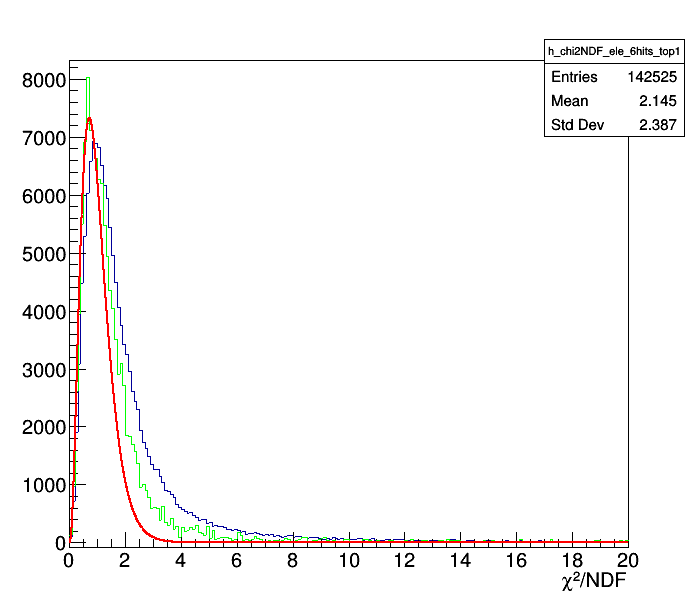 h_chi2NDF_ele_6hits_top1
Entries 142525
Mean 2.145
Std Dev 2.387
8000
7000
6000
5000
4000
3000
2000
1000
0
0 2 4 6 8 10 12 14 16 18 20
χ²/NDF